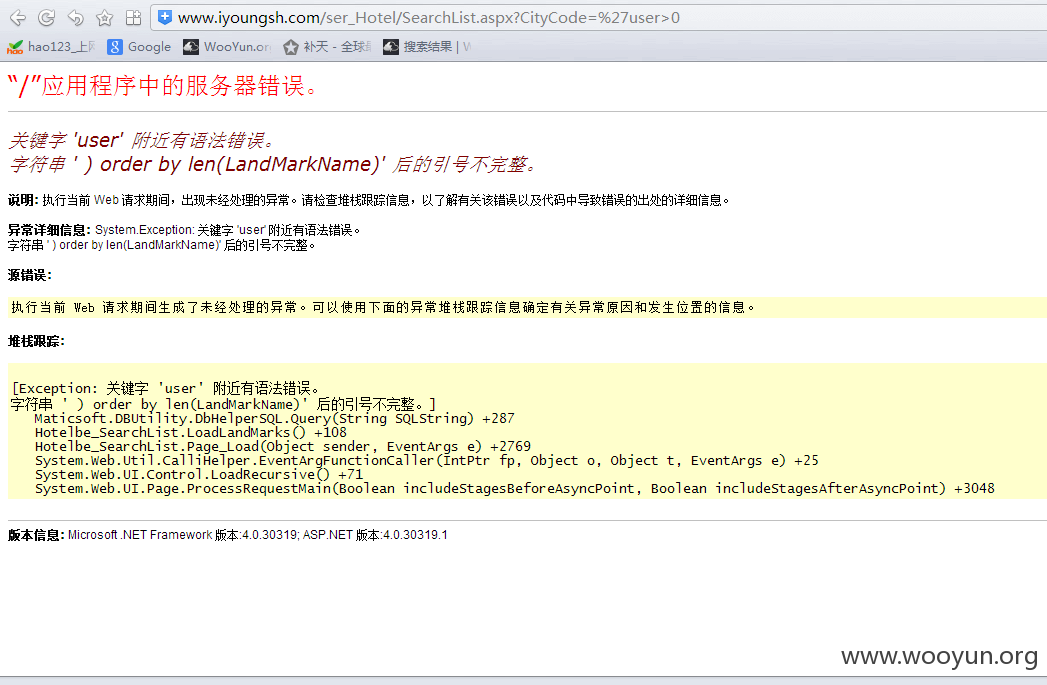 www.iyoungsh.com/ser_Hotel/SearchList.aspx?CityCode=%27user>0
hao123_上 Google WooYun.or 补天 - 全球 搜索结果 | W
“/”应用程序中的服务器错误。
关键字 'user' 附近有语法错误。
字符串 ' ) order by len(LandMarkName)' 后的引号不完整。
说明: 执行当前 Web 请求期间，出现未经处理的异常。请检查堆栈跟踪信息，以了解有关该错误以及代码中导致错误的出处的详细信息。
异常详细信息: System.Exception: 关键字 'user' 附近有语法错误。
字符串 ' ) order by len(LandMarkName)' 后的引号不完整。
源错误:
执行当前 Web 请求期间生成了未经处理的异常。可以使用下面的异常堆栈跟踪信息确定有关异常原因和发生位置的信息。
堆栈跟踪:
[Exception: 关键字 'user' 附近有语法错误。
字符串 ' ) order by len(LandMarkName)' 后的引号不完整。]
Maticsoft.DBUtility.DbHelperSQL.Query(String SQLString) +287
Hotelbe_SearchList.LoadLandMarks() +108
Hotelbe_SearchList.Page_Load(Object sender, EventArgs e) +2769
System.Web.Util.CalliHelper.EventArgFunctionCaller(IntPtr fp, Object o, Object t, EventArgs e) +25
System.Web.UI.Control.LoadRecursive() +71
System.Web.UI.Page.ProcessRequestMain(Boolean includeStagesBeforeAsyncPoint, Boolean includeStagesAfterAsyncPoint) +3048
版本信息: Microsoft .NET Framework 版本:4.0.30319; ASP.NET 版本:4.0.30319.1
www.wooyun.org